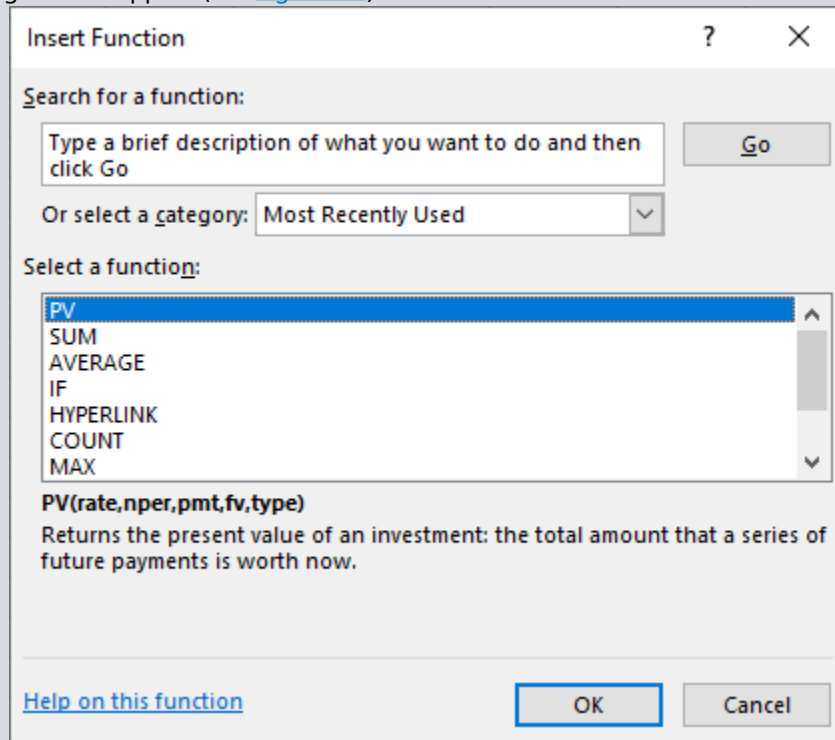 Insert Function
?
Search for a function:
Type a brief description of what you want to do and then
click Go
Go
Or select a category: Most Recently Used
Select a function:
PV
SUM
AVERAGE
IF
HYPERLINK
COUNT
MAX
PV(rate,nper,pmt,fv,type)
Returns the present value of an investment: the total amount that a series of
future payments is worth now.
Help on this function
OK
Cancel